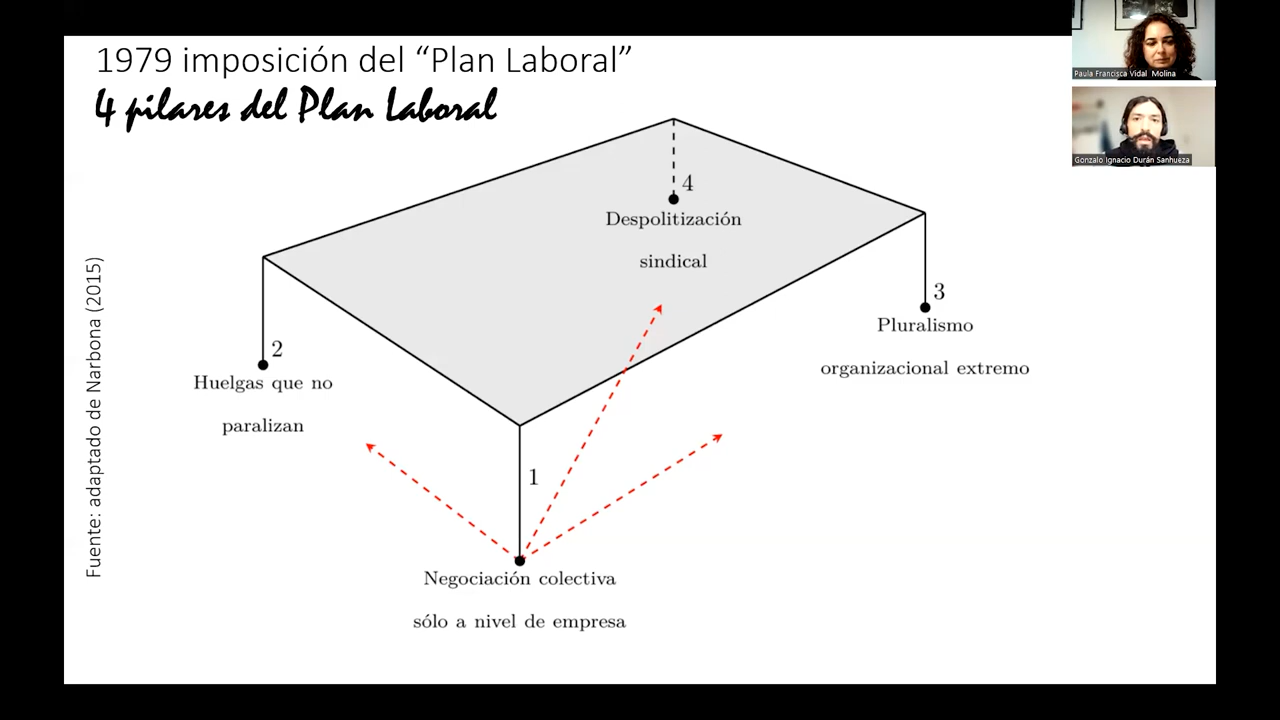 1979 imposición del “Plan Laboral”
4 pilares del Plan Laboral
Paula Francisca Vidal Molina
Gonzalo Ignacio Durán Sanhueza
4
Despolitización
sindical
3
Pluralismo
organizacional extremo
2
Huelgas que no
paralizan
1
Negociación colectiva
sólo a nivel de empresa
Fuente: adaptado de Narbona (2015)